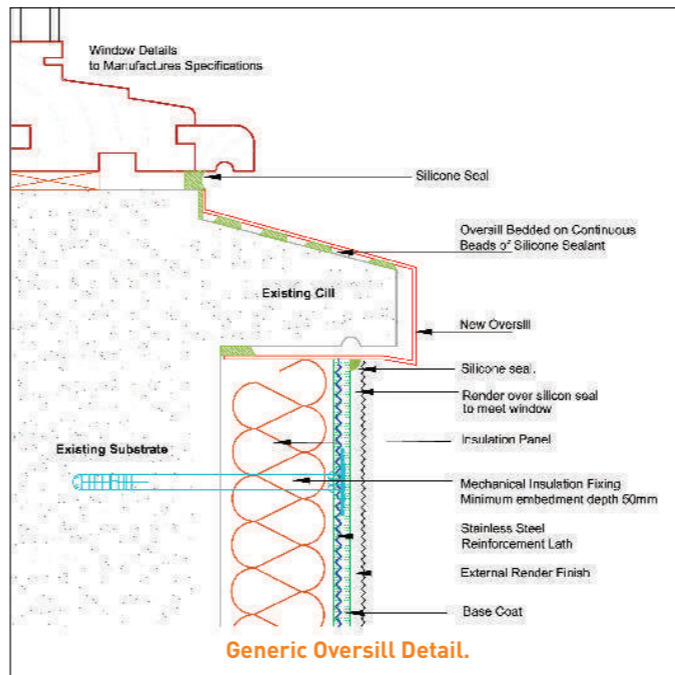 Window Details
to Manufactures Specifications
Silicone Seal
Oversill Bedded on Continuous
Beads of Silicone Sealant
Existing Cill
New Oversill
Silicone seal.
Render over silicon seal
to meet window
Insulation Panel
Existing Substrate
Mechanical Insulation Fixing
Minimum embedment depth 50mm
Stainless Steel
Reinforcement Lath
External Render Finish
Base Coat
Generic Oversill Detail.